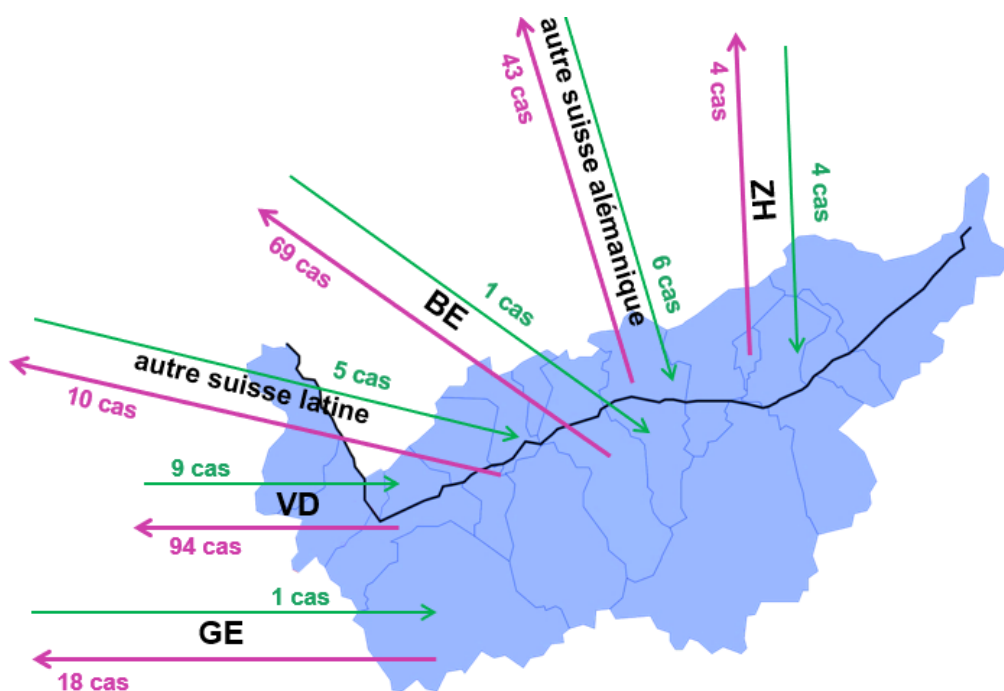 43 cas
autre suisse alémanique
6 cas
4 cas
ZH
4 cas
69 cas
BE
1 cas
autre suisse latine
5 cas
10 cas
9 cas
VD
94 cas
1 cas
GE
18 cas